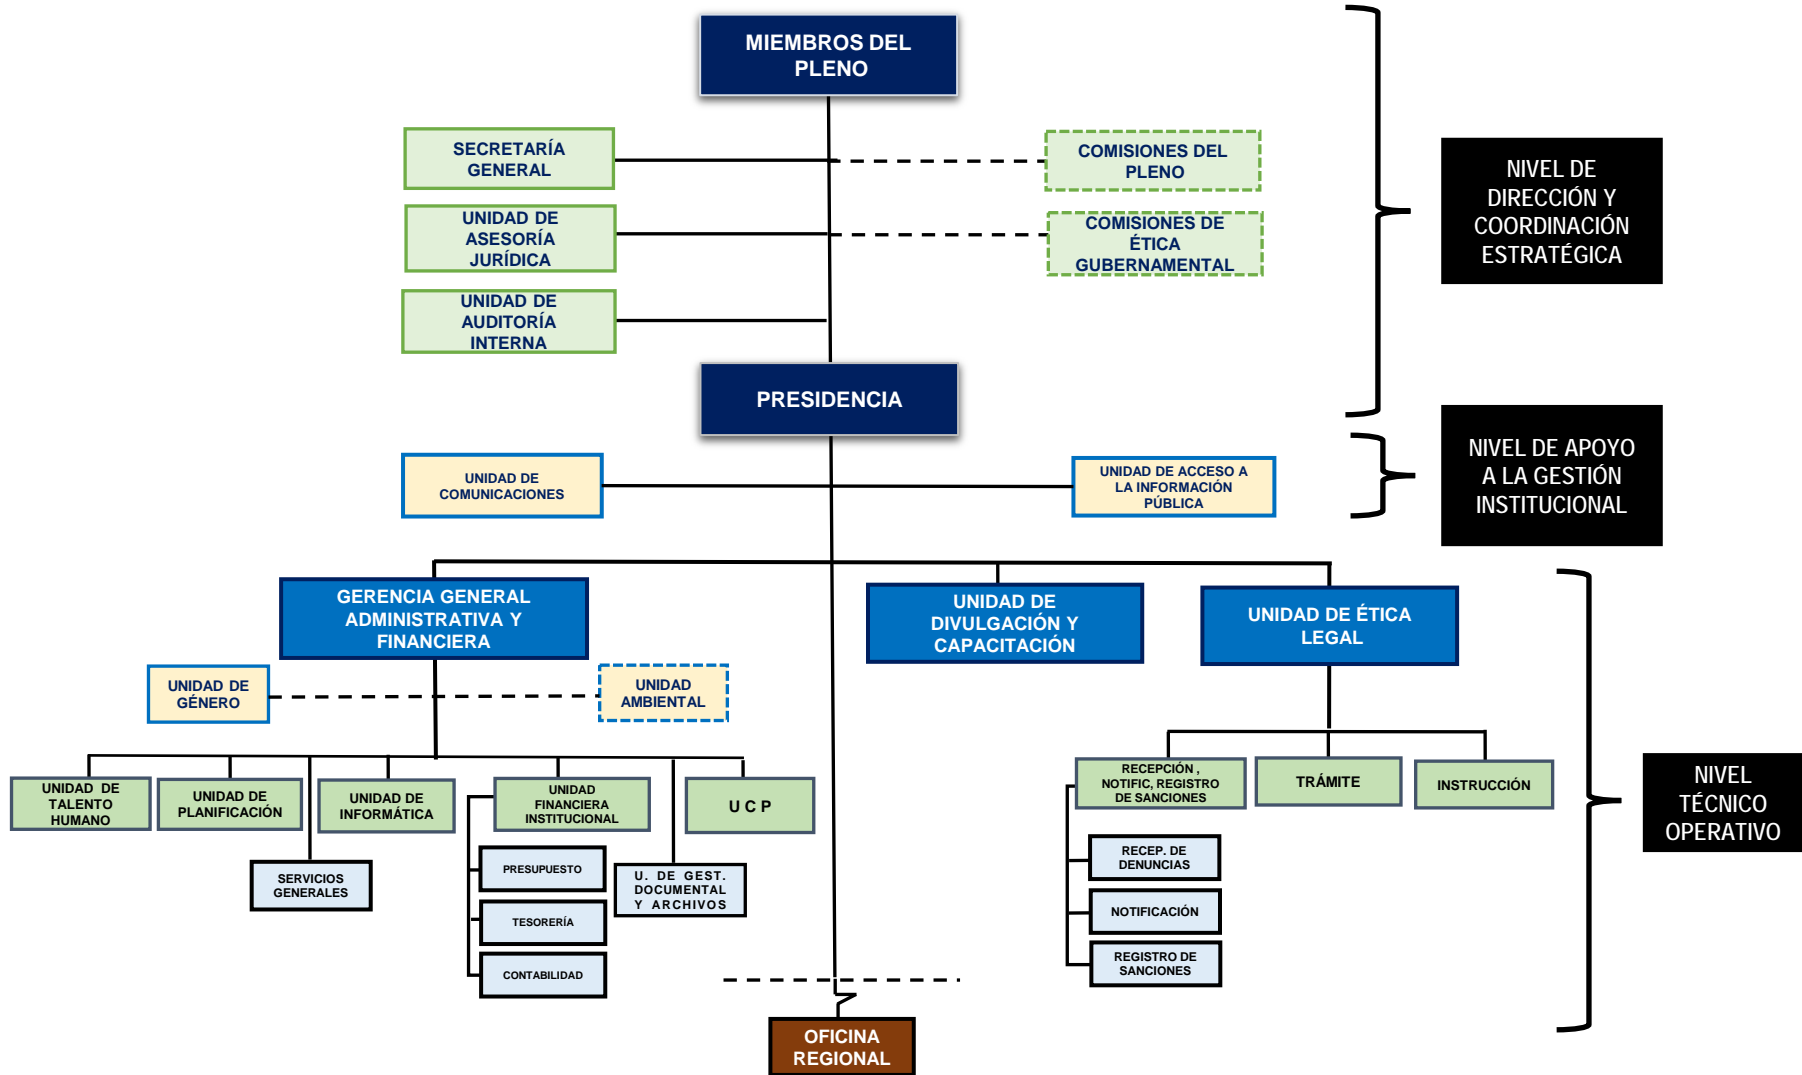 MIEMBROS DEL
PLENO
SECRETARÍA
GENERAL
COMISIONES DEL
PLENO
UNIDAD DE
ASESORÍA
JURÍDICA
COMISIONES DE
ÉTICA
GUBERNAMENTAL
UNIDAD DE
AUDITORÍA
INTERNA
PRESIDENCIA
NIVEL DE
DIRECCIÓN Y
COORDINACIÓN
ESTRATÉGICA
UNIDAD DE
COMUNICACIONES
UNIDAD DE ACCESO A
LA INFORMACIÓN
PÚBLICA
NIVEL DE APOYO
A LA GESTIÓN
INSTITUCIONAL
GERENCIA GENERAL
ADMINISTRATIVA Y
FINANCIERA
UNIDAD DE
DIVULGACIÓN Y
CAPACITACIÓN
UNIDAD DE ÉTICA
LEGAL
UNIDAD DE
GÉNERO
UNIDAD
AMBIENTAL
UNIDAD DE
TALENTO
HUMANO
UNIDAD DE
PLANIFICACIÓN
UNIDAD DE
INFORMÁTICA
UNIDAD
FINANCIERA
INSTITUCIONAL
U C P
RECEPCIÓN ,
NOTIFIC, REGISTRO
DE SANCIONES
TRÁMITE
INSTRUCCIÓN
NIVEL
TÉCNICO
OPERATIVO
SERVICIOS
GENERALES
PRESUPUESTO
TESORERÍA
CONTABILIDAD
U. DE GEST.
DOCUMENTAL
Y ARCHIVOS
RECEP. DE
DENUNCIAS
NOTIFICACIÓN
REGISTRO DE
SANCIONES
OFICINA
REGIONAL